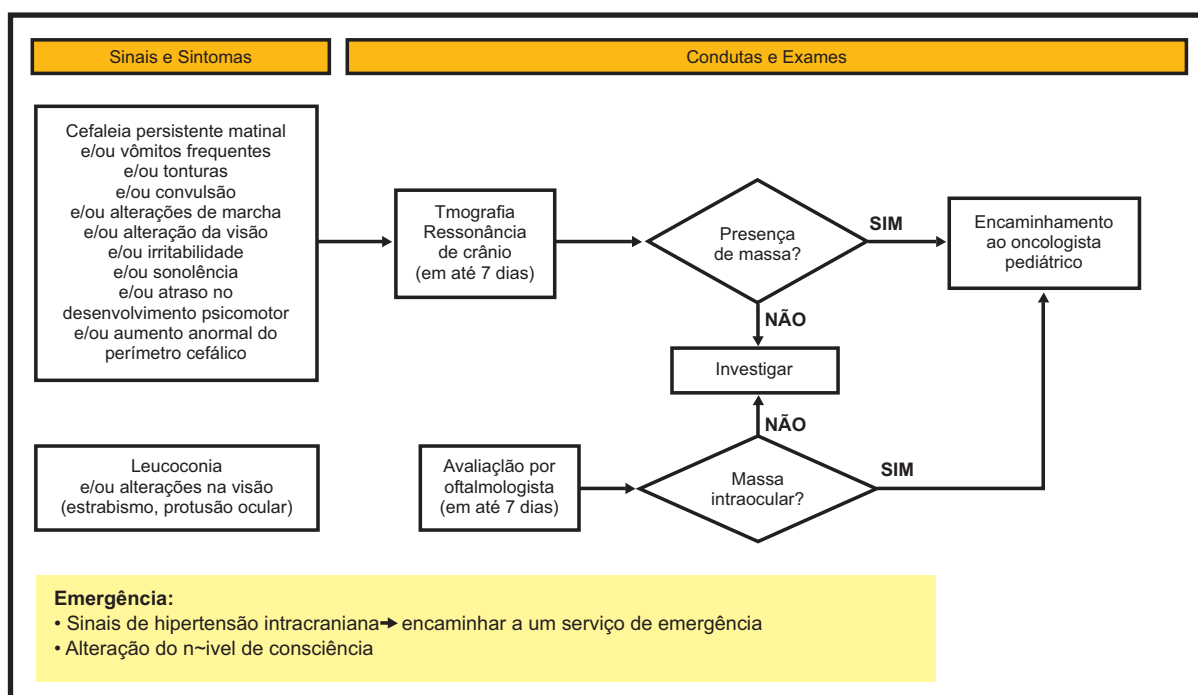 Sinais e Sintomas
Condutas e Exames
Cefaleia persistente matinal
e/ou vômitos frequentes
e/ou tonturas
e/ou convulsão
e/ou alterações de marcha
e/ou alteração da visão
e/ou irritabilidade
e/ou sonolência
e/ou atraso no
desenvolvimento psicomotor
e/ou aumento anormal do
perímetro cefálico
Tmografia
Ressonância
de crânio
(em até 7 dias)
Presença
de massa?
SIM
Encaminhamento
ao oncologista
pediátrico
NÃO
Investigar
NÃO
Leucoconia
e/ou alterações na visão
(estrabismo, protusão ocular)
Avaliaçlão por
oftalmologista
(em até 7 dias)
Massa
intraocular?
SIM
Emergência:
• Sinais de hipertensão intracraniana➔ encaminhar a um serviço de emergência
• Alteração do n~ivel de consciência